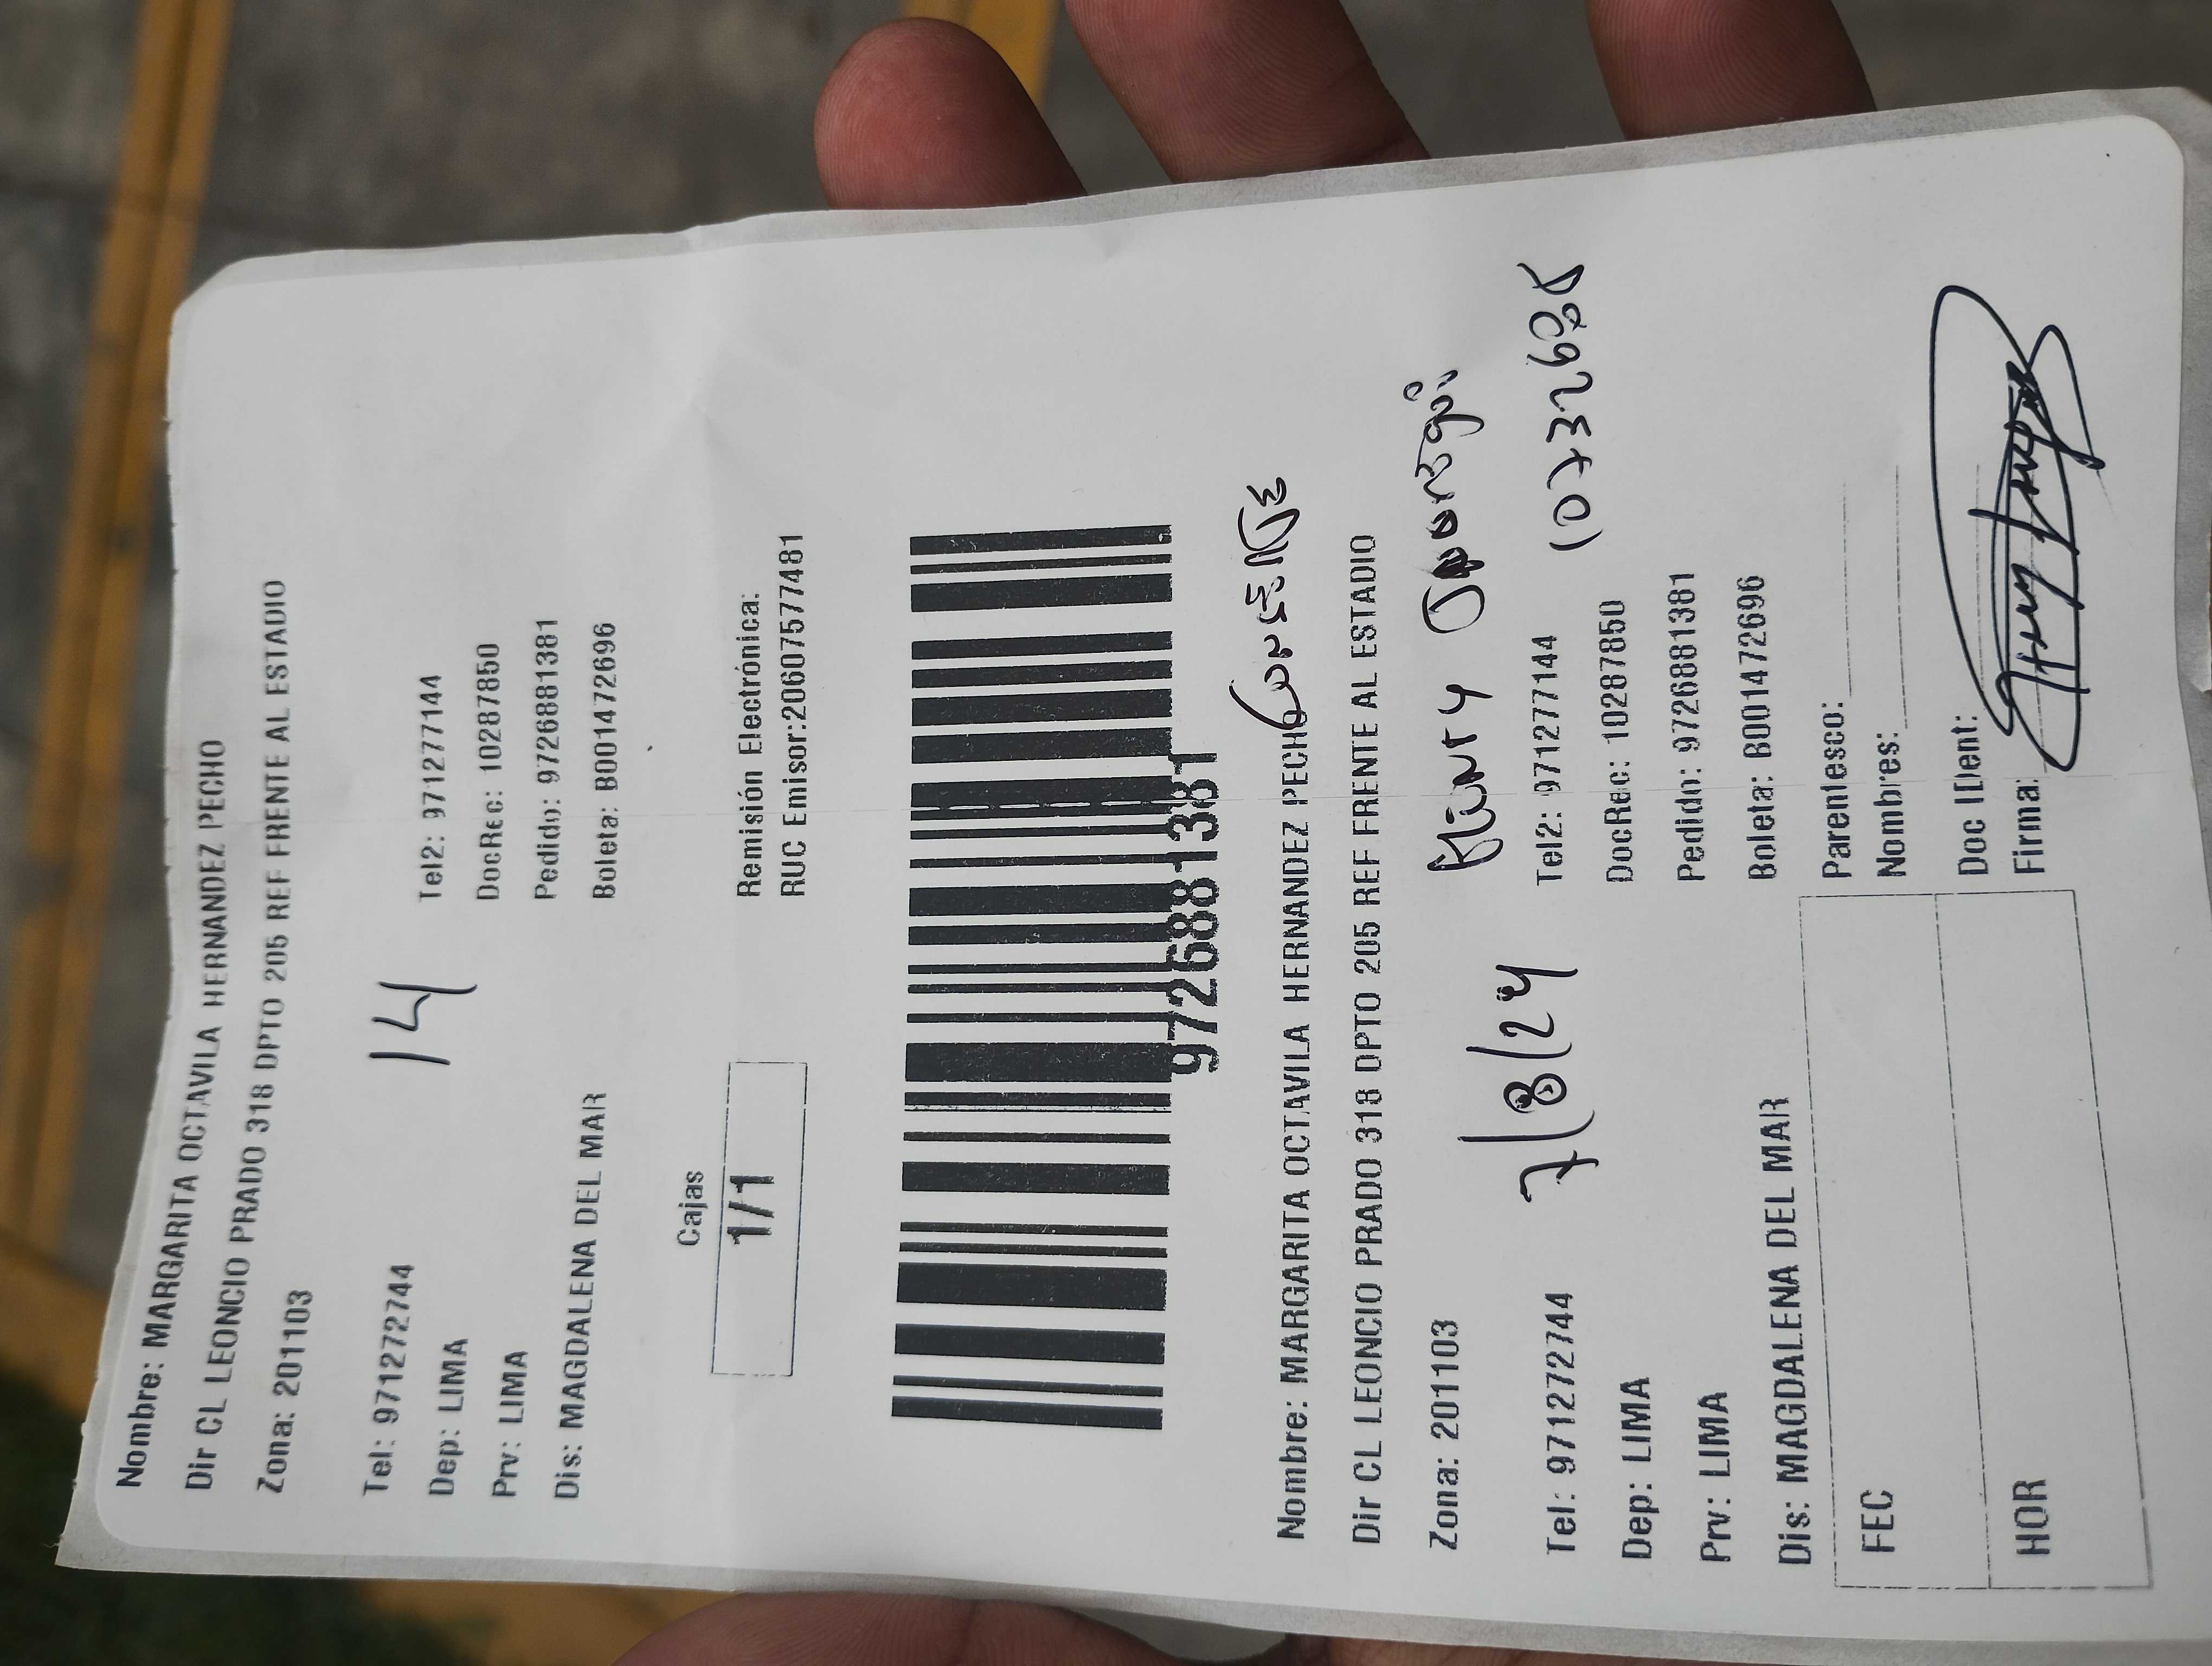 Nombre: MARGARITA OCTAVILA HERNANDEZ PECHO
Dir CL LEONCIO PRADO 318 DPTO 205 REF FRENTE AL ESTADIO
Zona: 201103
14
Tel: 971272744 Tel2: 971277144
Dep: LIMA DocRec: 10287850
Prv: LIMA Pedido: 9726881381
Dis: MAGDALENA DEL MAR Boleta: B001472696
Cajas
1/1
Remisión Electrónica:
RUC Emisor:20607577481
9726881381
Nombre: MARGARITA OCTAVILA HERNANDEZ PECHO
Dir CL LEONCIO PRADO 318 DPTO 205 REF FRENTE AL ESTADIO
Zona: 201103
7/8/24
Tel: 971272744 Tel2: 971277144
Dep: LIMA DocRec: 10287850
Prv: LIMA Pedido: 9726881381
Dis: MAGDALENA DEL MAR Boleta: B001472696
FEC Parentesco:
Nombres:
HOR Doc IDent:
Firma: